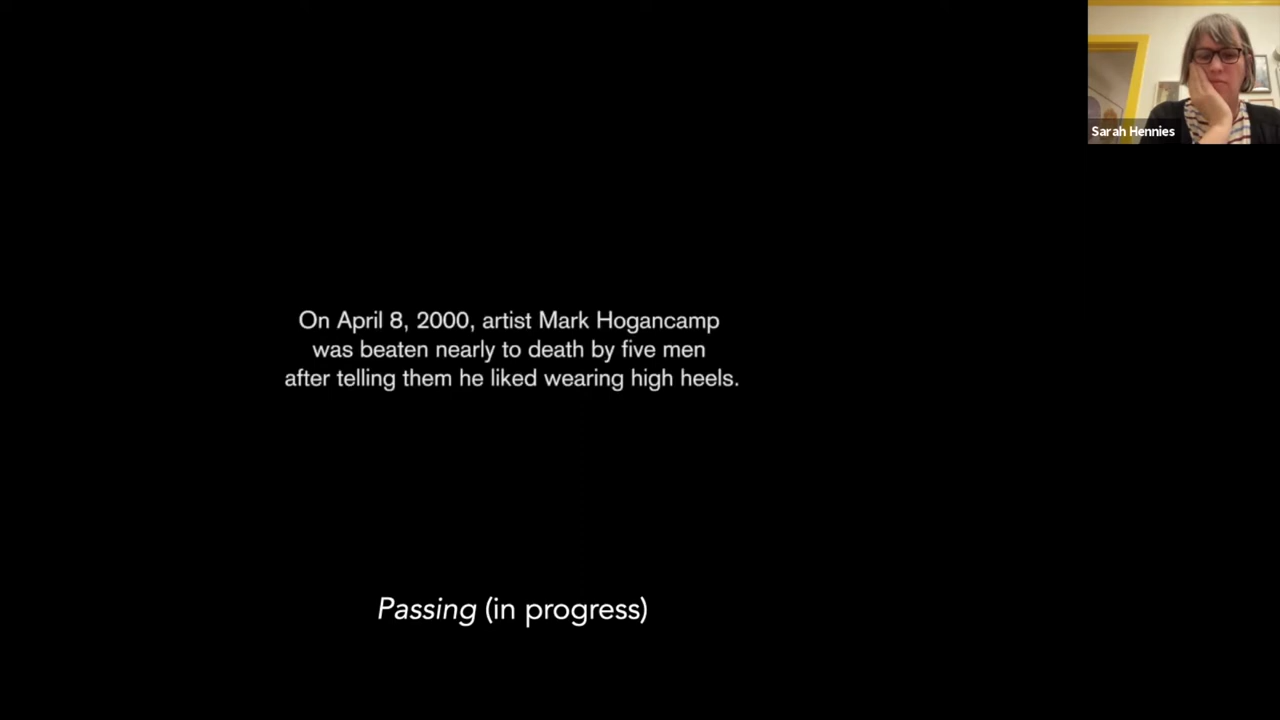 Sarah Hennies
On April 8, 2000, artist Mark Hogancamp
was beaten nearly to death by five men
after telling them he liked wearing high heels.
Passing (in progress)